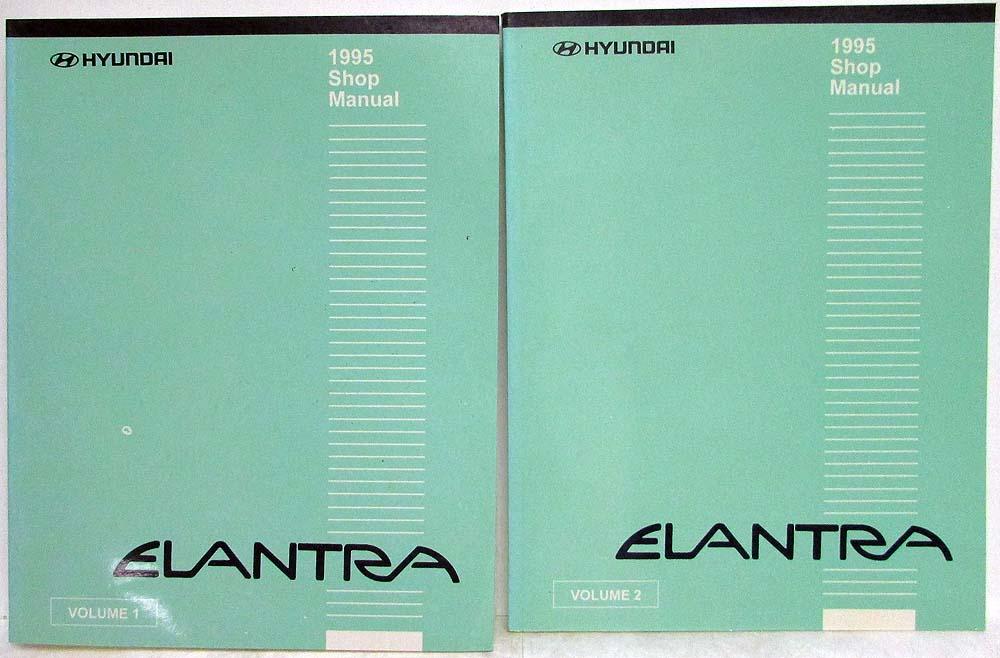 HYUNDAI
1995
Shop
Manual
ELANTRA
VOLUME 1
HYUNDAI
1995
Shop
Manual
ELANTRA
VOLUME 2